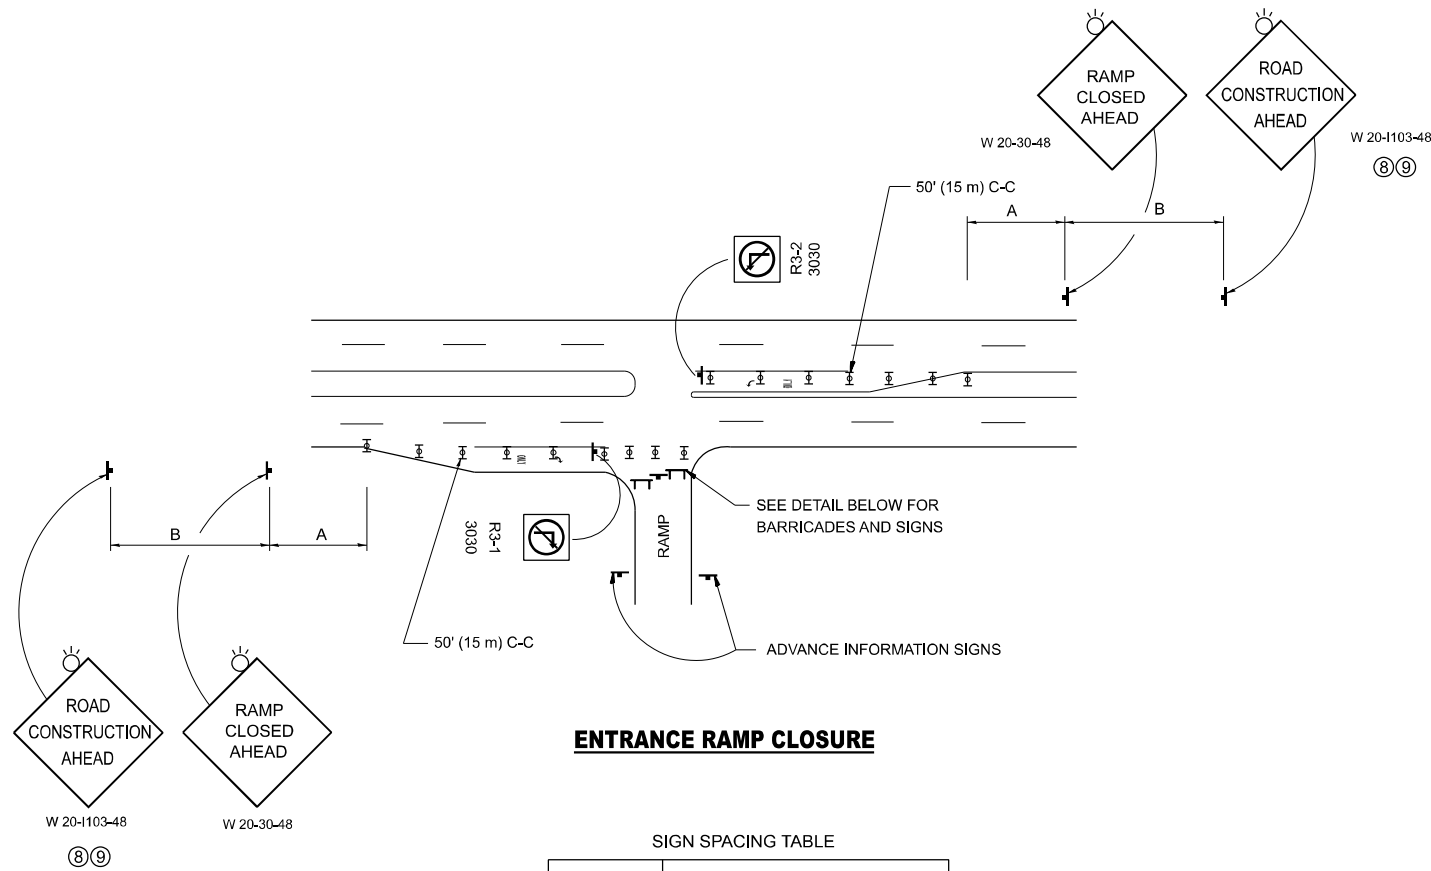 RAMP
CLOSED
AHEAD
W 20-30-48
ROAD
CONSTRUCTION
AHEAD
W 20-I103-48
⑧⑨
50' (15 m) C-C
A
B
R3-2
3030
ONLY
ONLY
B
A
R3-1
3030
RAMP
SEE DETAIL BELOW FOR
BARRICADES AND SIGNS
50' (15 m) C-C
ADVANCE INFORMATION SIGNS
ROAD
CONSTRUCTION
AHEAD
W 20-I103-48
⑧⑨
RAMP
CLOSED
AHEAD
W 20-30-48
ENTRANCE RAMP CLOSURE
SIGN SPACING TABLE